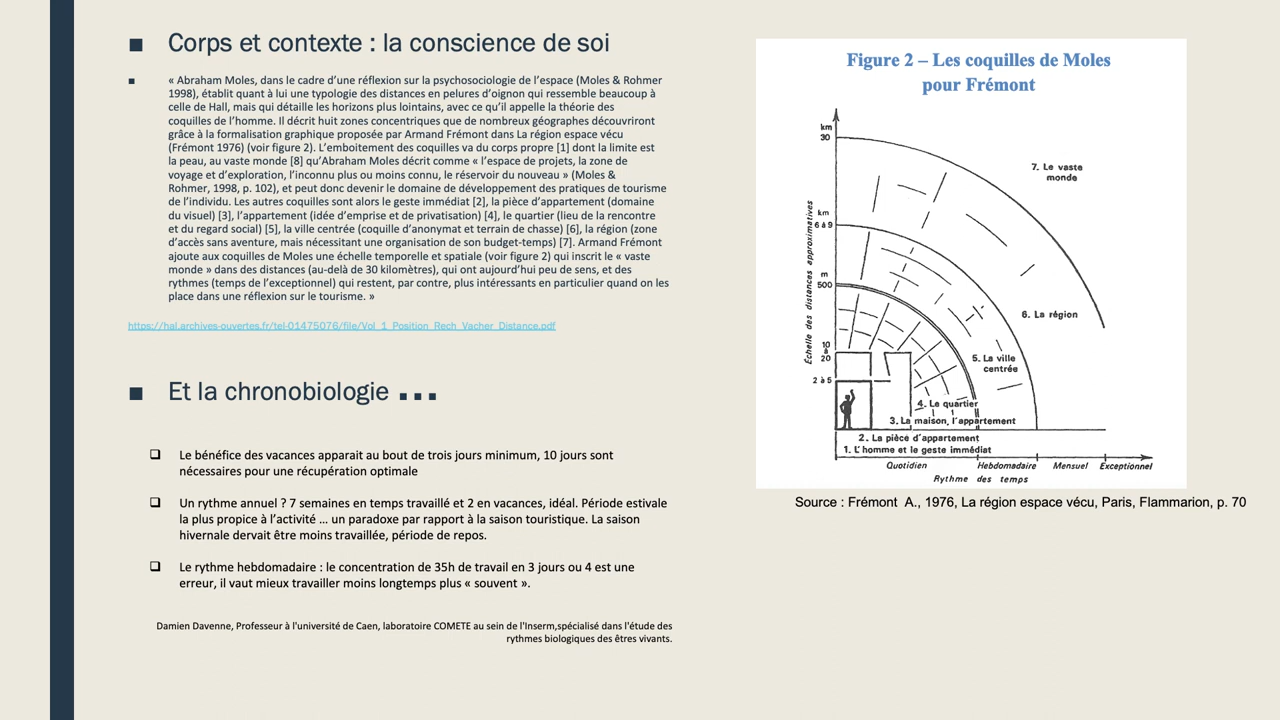 Corps et contexte : la conscience de soi
« Abraham Moles, dans le cadre d'une réflexion sur la psychosociologie de l'espace (Moles & Rohmer
1998), établit quant à lui une typologie des distances en pelures d'oignon qui ressemble beaucoup à
celle de Hall, mais qui détaille les horizons plus lointains, avec ce qu'il appelle la théorie des
coquilles de l'homme. Il décrit huit zones concentriques que de nombreux géographes découvriront
grâce à la formalisation graphique proposée par Armand Frémont dans La région espace vécu
(Frémont 1976) (voir figure 2). L'emboitement des coquilles va du corps propre [1] dont la limite est
la peau, au vaste monde [8] qu'Abraham Moles décrit comme « l'espace de projets, la zone de
voyage et d'exploration, l'inconnu plus ou moins connu, le réservoir du nouveau » (Moles &
Rohmer, 1998, p. 102), et peut donc devenir le domaine de développement des pratiques de tourisme
de l'individu. Les autres coquilles sont alors le geste immédiat [2], la pièce d'appartement (domaine
du visuel) [3], l'appartement (idée d'emprise et de privatisation) [4], le quartier (lieu de la rencontre
et du regard social) [5], la ville centrée (coquille d'anonymat et terrain de chasse) [6], la région (zone
d'accès sans aventure, mais nécessitant une organisation de son budget-temps) [7]. Armand Frémont
ajoute aux coquilles de Moles une échelle temporelle et spatiale (voir figure 2) qui inscrit le « vaste
monde » dans des distances (au-delà de 30 kilomètres), qui ont aujourd'hui peu de sens, et des
rythmes (temps de l'exceptionnel) qui restent, par contre, plus intéressants en particulier quand on les
place dans une réflexion sur le tourisme. »
https://hal.archives-ouvertes.fr/tel-01475076/file/Vol_1_Position_Rech_Vacher_Distance.pdf
Et la chronobiologie ...
Le bénéfice des vacances apparait au bout de trois jours minimum, 10 jours sont
nécessaires pour une récupération optimale
Un rythme annuel ? 7 semaines en temps travaillé et 2 en vacances, idéal. Période estivale
la plus propice à l'activité ... un paradoxe par rapport à la saison touristique. La saison
hivernale dervait être moins travaillée, période de repos.
Le rythme hebdomadaire : le concentration de 35h de travail en 3 jours ou 4 est une
erreur, il vaut mieux travailler moins longtemps plus « souvent ».
Damien Davenne, Professeur à l'université de Caen, laboratoire COMETE au sein de l'Inserm,spécialisé dans l'étude des
rythmes biologiques des êtres vivants.
Figure 2 – Les coquilles de Moles
pour Frémont
km
30
7. Le vaste
monde
km
6 à 9
m
500
Échelle des distances approximatives
6. La région
10
à
20
5. La ville
centrée
2 à 5
4. Le quartier
3. La maison, l'appartement
2. La pièce d'appartement
1. L'homme et le geste immédiat
Quotidien Hebdomadaire Mensuel Exceptionnel
Rythme des temps
Source : Frémont A., 1976, La région espace vécu, Paris, Flammarion, p. 70